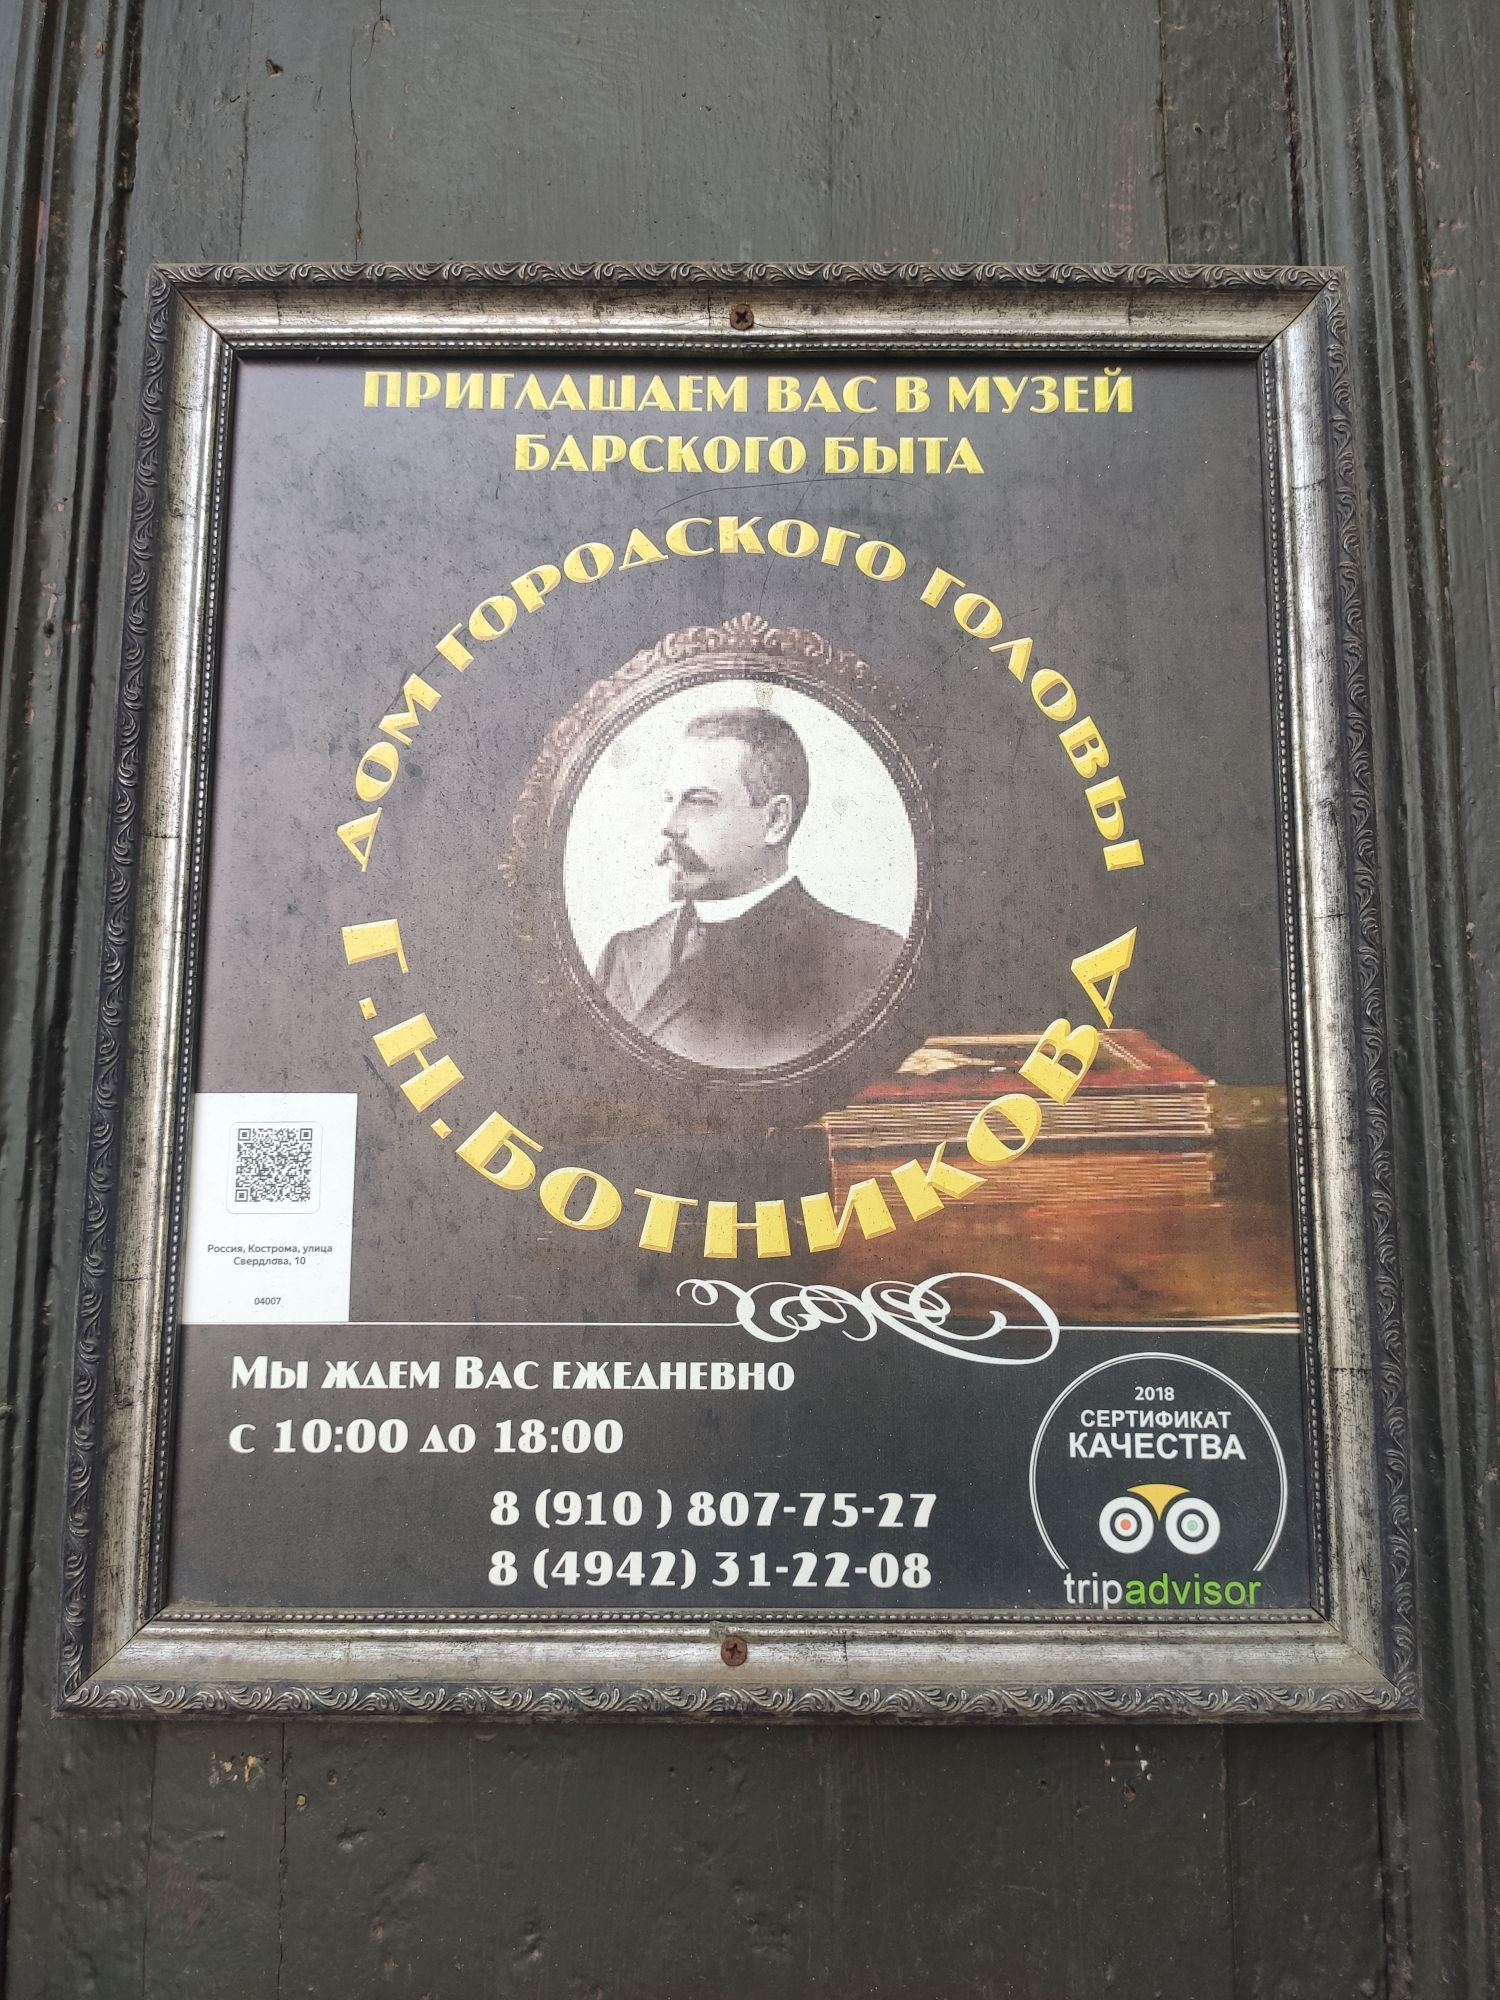 ПРИГЛАШАЕМ ВАС В МУЗЕЙ
БАРСКОГО БЫТА
ДОМ ГОРОДСКОГО ГОЛОВЫ
Г.Н.БОТНИКОВА
Россия, Кострома, улица
Свердлова, 10
04007
Мы ждем Вас ежедневно
с 10:00 до 18:00
8 (910 ) 807-75-27
8 (4942) 31-22-08
2018
СЕРТИФИКАТ
КАЧЕСТВА
tripadvisor